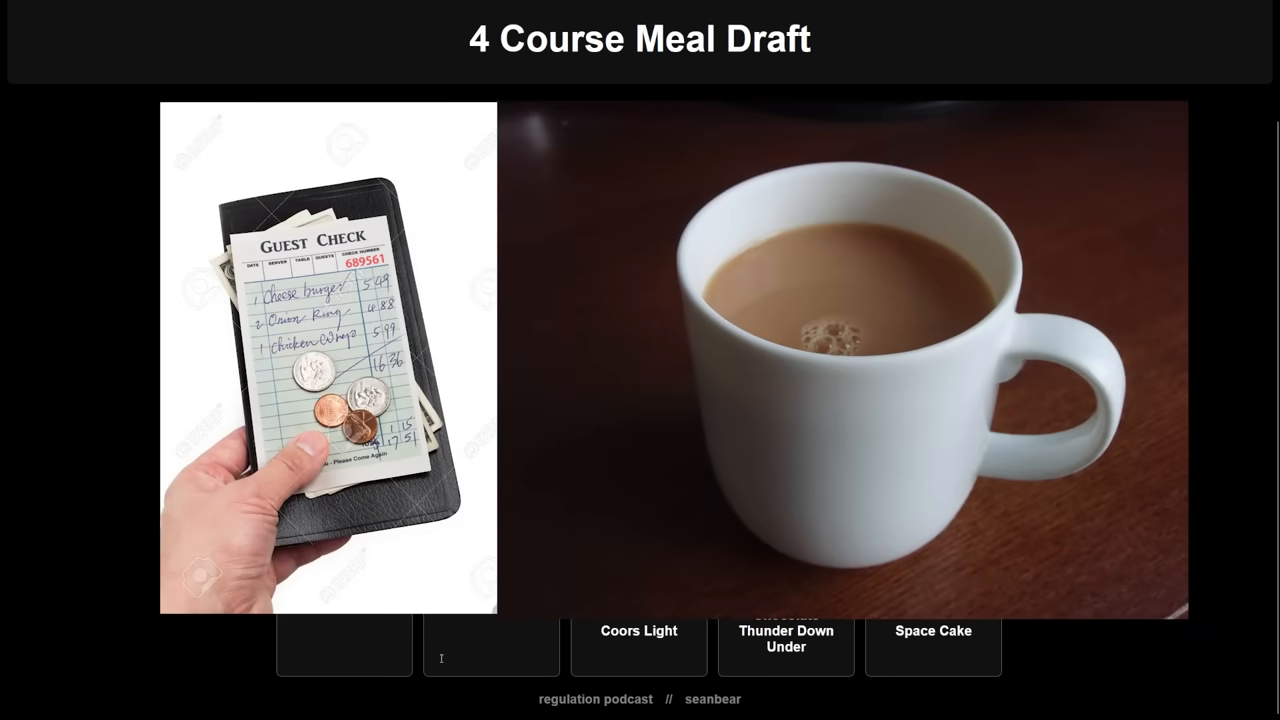 4 Course Meal Draft
GUEST CHECK
DATE SERVER TABLE GUESTS CHECK NUMBER
689561
1 Cheese burger 5 49
2 Onion Ring 4 88
1 Chicken Wrap 5 99
16 36
1 15
17 51
- Please Come Again
Coors Light
Thunder Down
Under
Space Cake
regulation podcast // seanbear